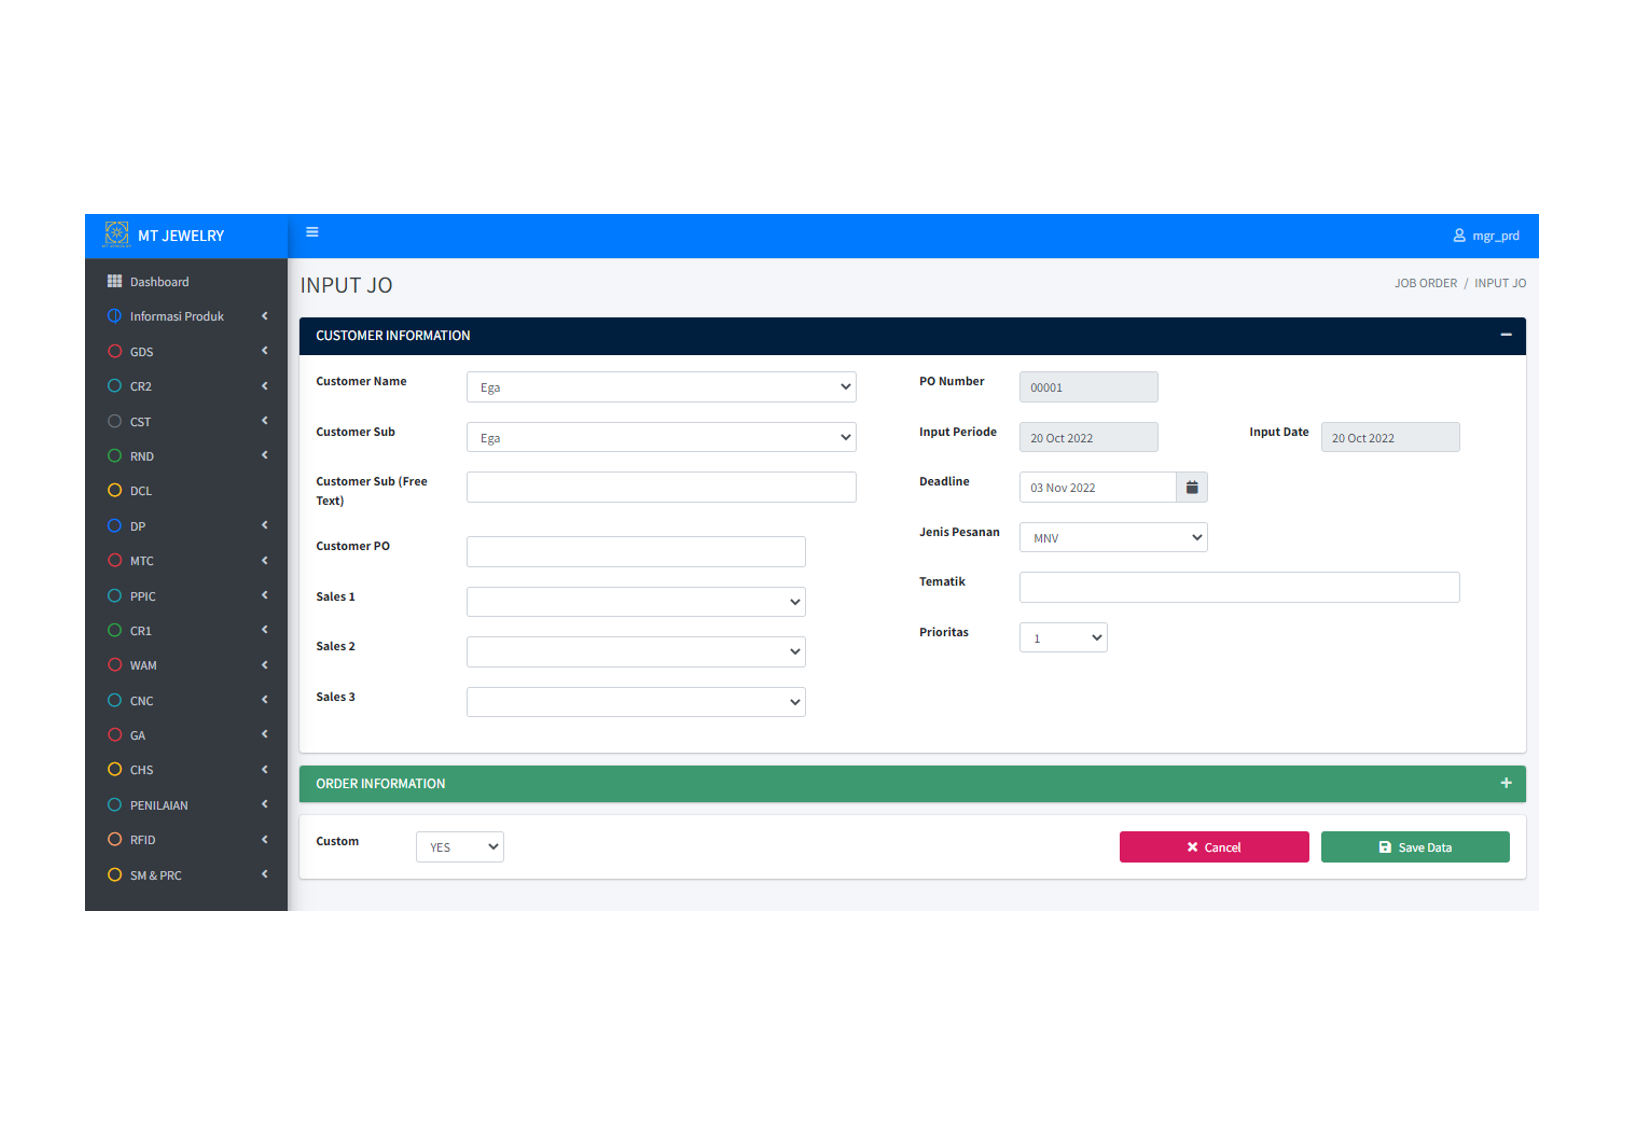 MT JEWELRY
mgr_prd
Dashboard
Informasi Produk
GDS
CR2
CST
RND
DCL
DP
MTC
PPIC
CR1
WAM
CNC
GA
CHS
PENILAIAN
RFID
SM & PRC
INPUT JO
JOB ORDER / INPUT JO
CUSTOMER INFORMATION
Customer Name
Ega
Customer Sub
Ega
Customer Sub (Free
Text)
Customer PO
Sales 1
Sales 2
Sales 3
PO Number
00001
Input Periode
20 Oct 2022
Input Date
20 Oct 2022
Deadline
03 Nov 2022
Jenis Pesanan
MNV
Tematik
Prioritas
1
ORDER INFORMATION
Custom
YES
Cancel
Save Data